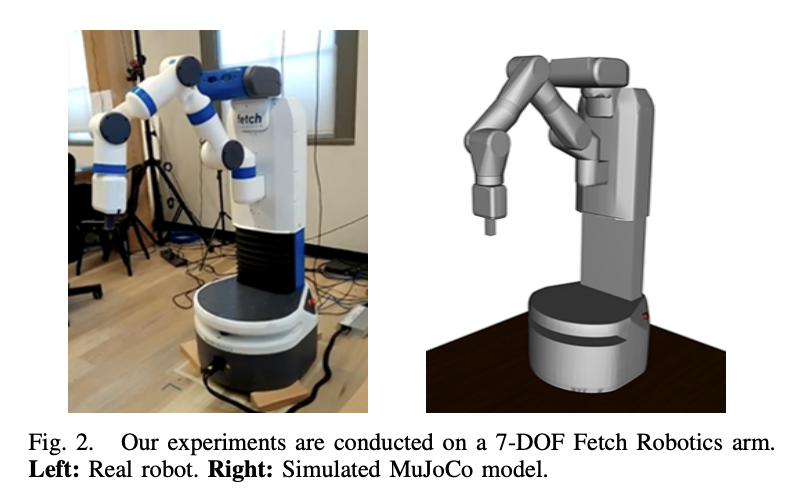 fetch
Fig. 2. Our experiments are conducted on a 7-DOF Fetch Robotics arm.
Left: Real robot. Right: Simulated MuJoCo model.